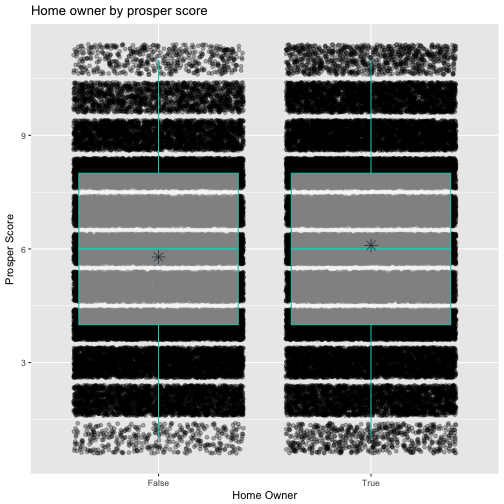 Home owner by prosper score
Prosper Score
9
6
3
False
True
Home Owner